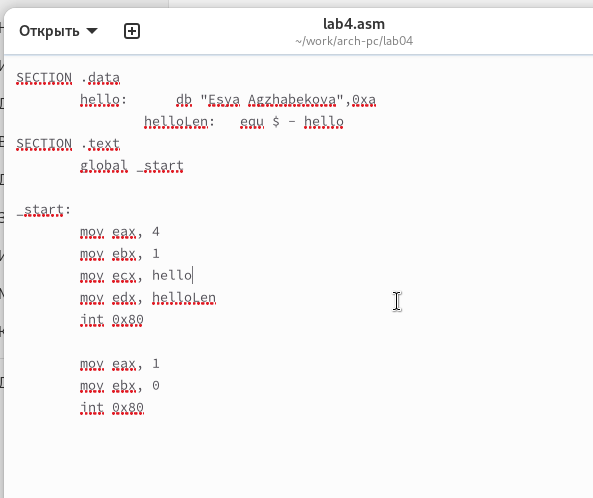 Открыть
lab4.asm
~/work/arch-pc/lab04
SECTION .data
hello: db "Esya Agzhabekova",0xa
helloLen: equ $ - hello
SECTION .text
global _start
_start:
mov eax, 4
mov ebx, 1
mov ecx, hello
mov edx, helloLen
int 0x80
mov eax, 1
mov ebx, 0
int 0x80